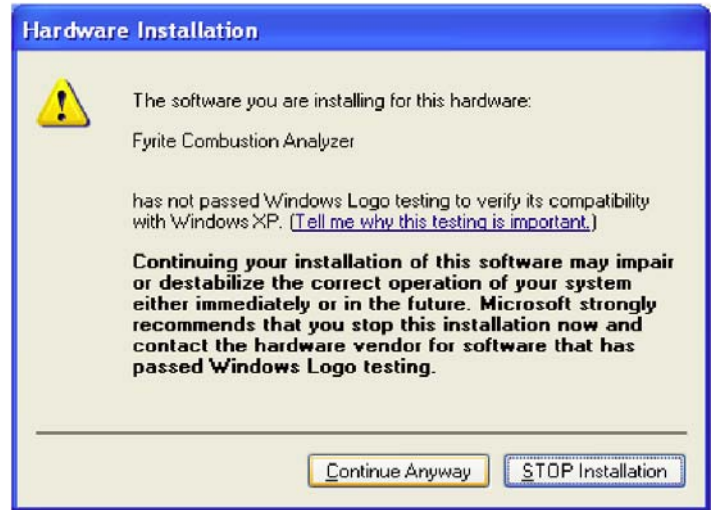 Hardware Installation
The software you are installing for this hardware:
Fyrite Combustion Analyzer
has not passed Windows Logo testing to verify its compatibility
with Windows XP. (Tell me why this testing is important.)
Continuing your installation of this software may impair
or destabilize the correct operation of your system
either immediately or in the future. Microsoft strongly
recommends that you stop this installation now and
contact the hardware vendor for software that has
passed Windows Logo testing.
Continue Anyway
STOP Installation